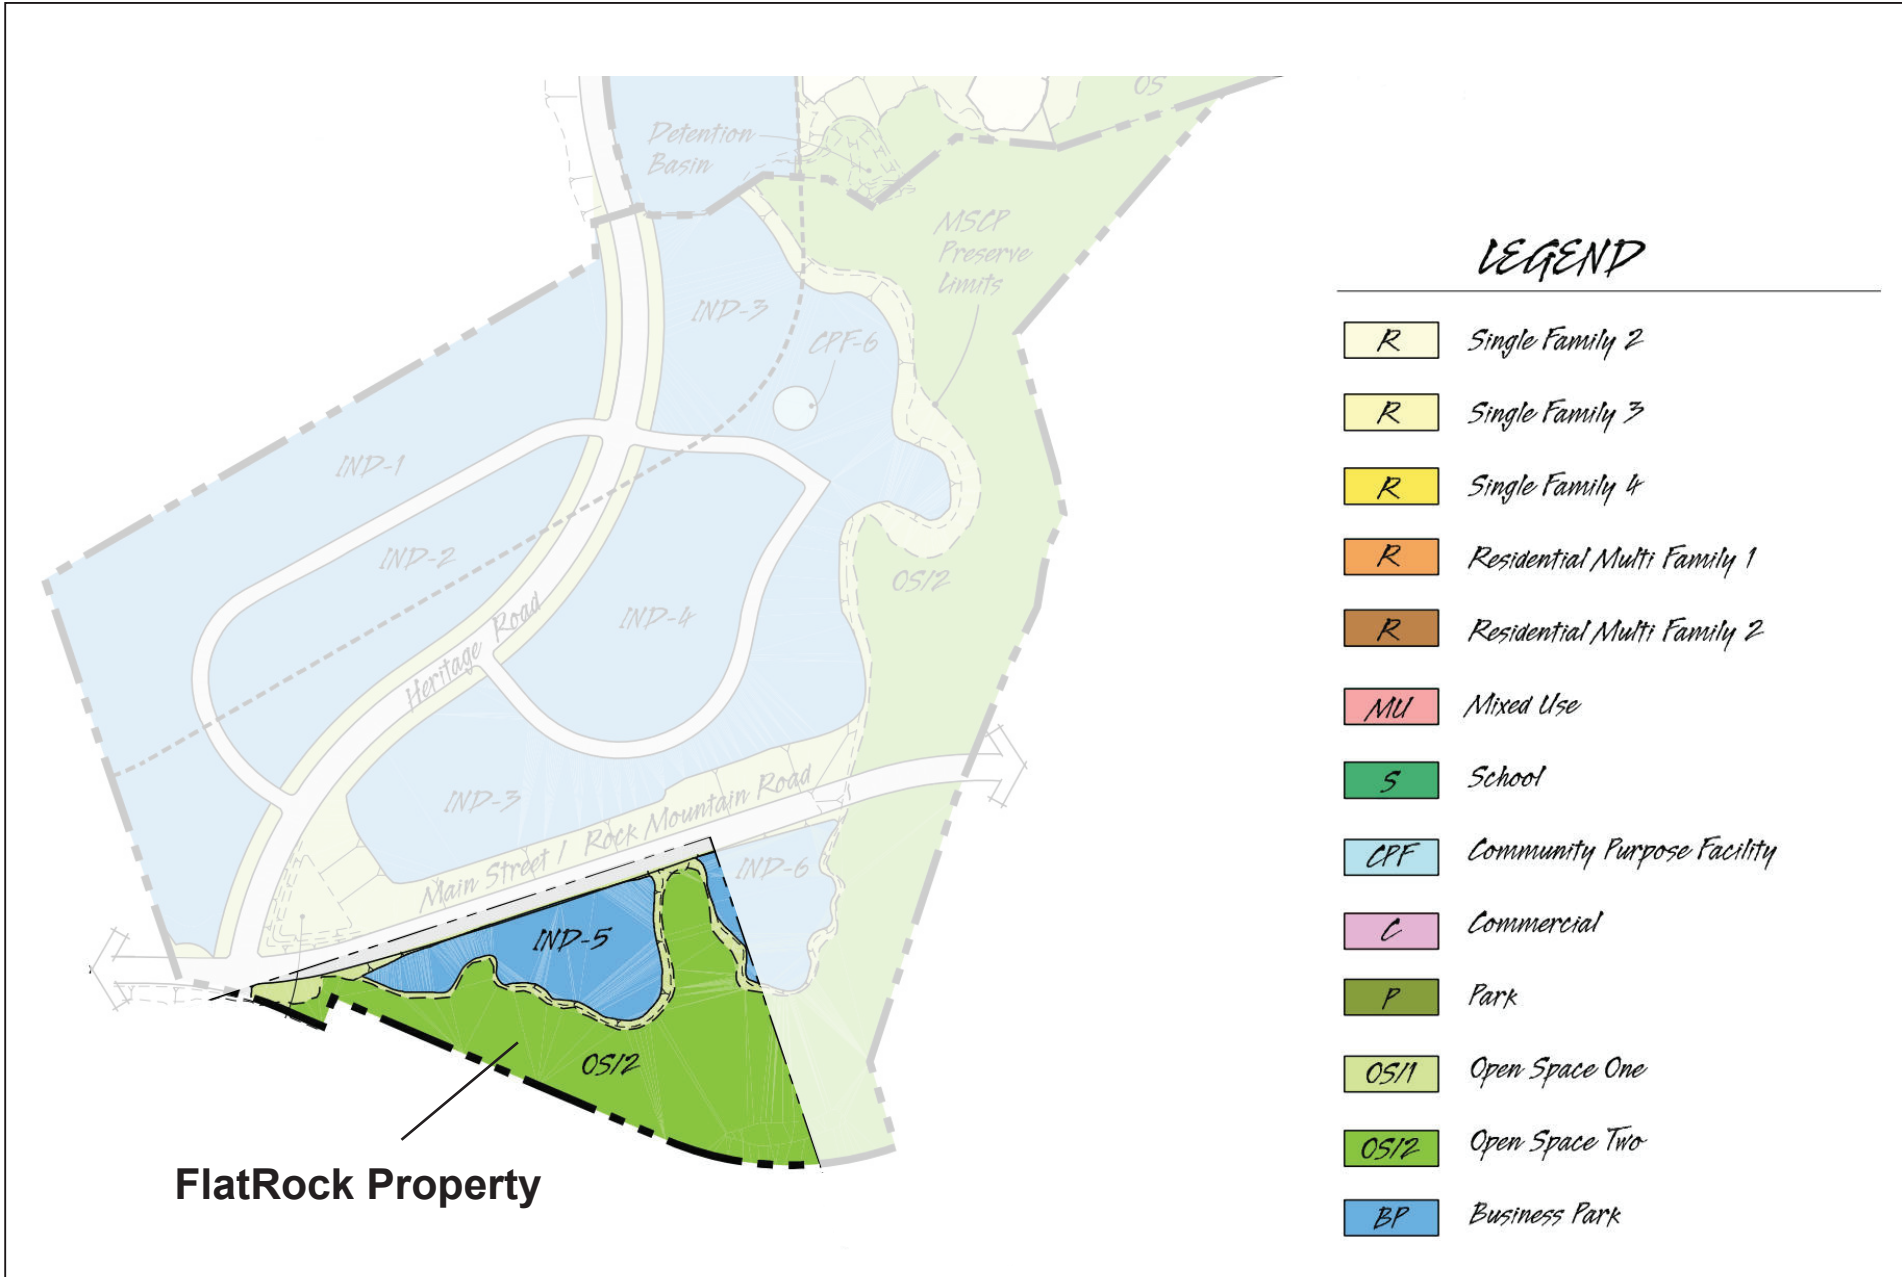 OS
Detention
Basin
MSCP
Preserve
Limits
IND-3
CPF-6
IND-1
IND-2
OS/2
IND-4
Heritage Road
IND-3
Main Street / Rock Mountain Road
IND-6
IND-5
OS/2
FlatRock Property
LEGEND
R Single Family 2
R Single Family 3
R Single Family 4
R Residential Multi Family 1
R Residential Multi Family 2
MU Mixed Use
S School
CPF Community Purpose Facility
C Commercial
P Park
OS/1 Open Space One
OS/2 Open Space Two
BP Business Park